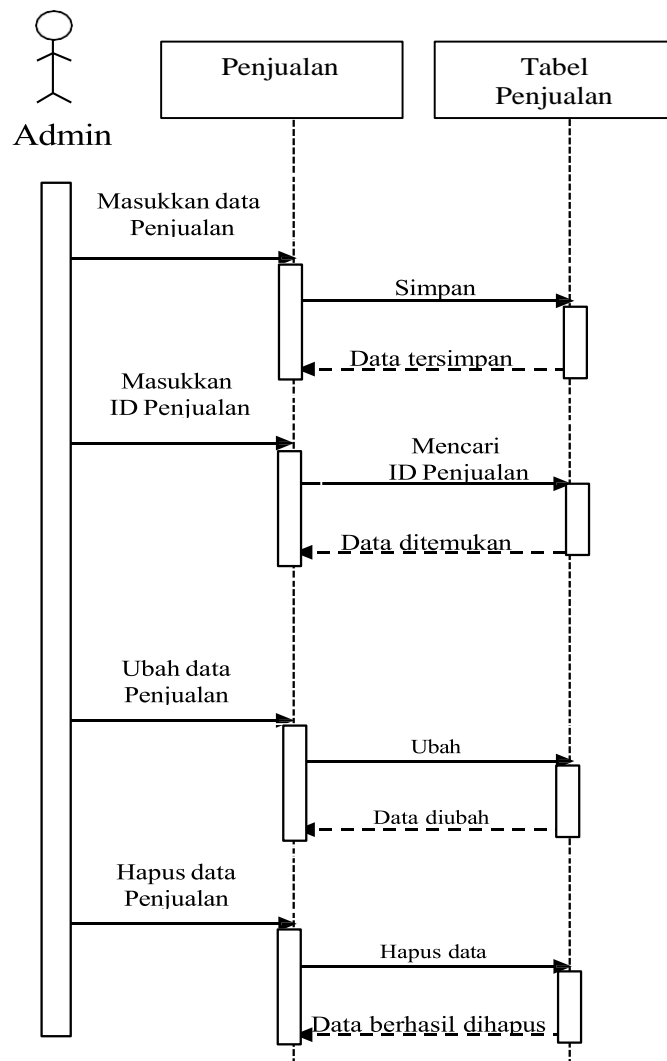 Penjualan
Tabel
Penjualan
Admin
Masukkan data
Penjualan
Simpan
Data tersimpan
Masukkan
ID Penjualan
Mencari
ID Penjualan
Data ditemukan
Ubah data
Penjualan
Ubah
Data diubah
Hapus data
Penjualan
Hapus data
Data berhasil dihapus